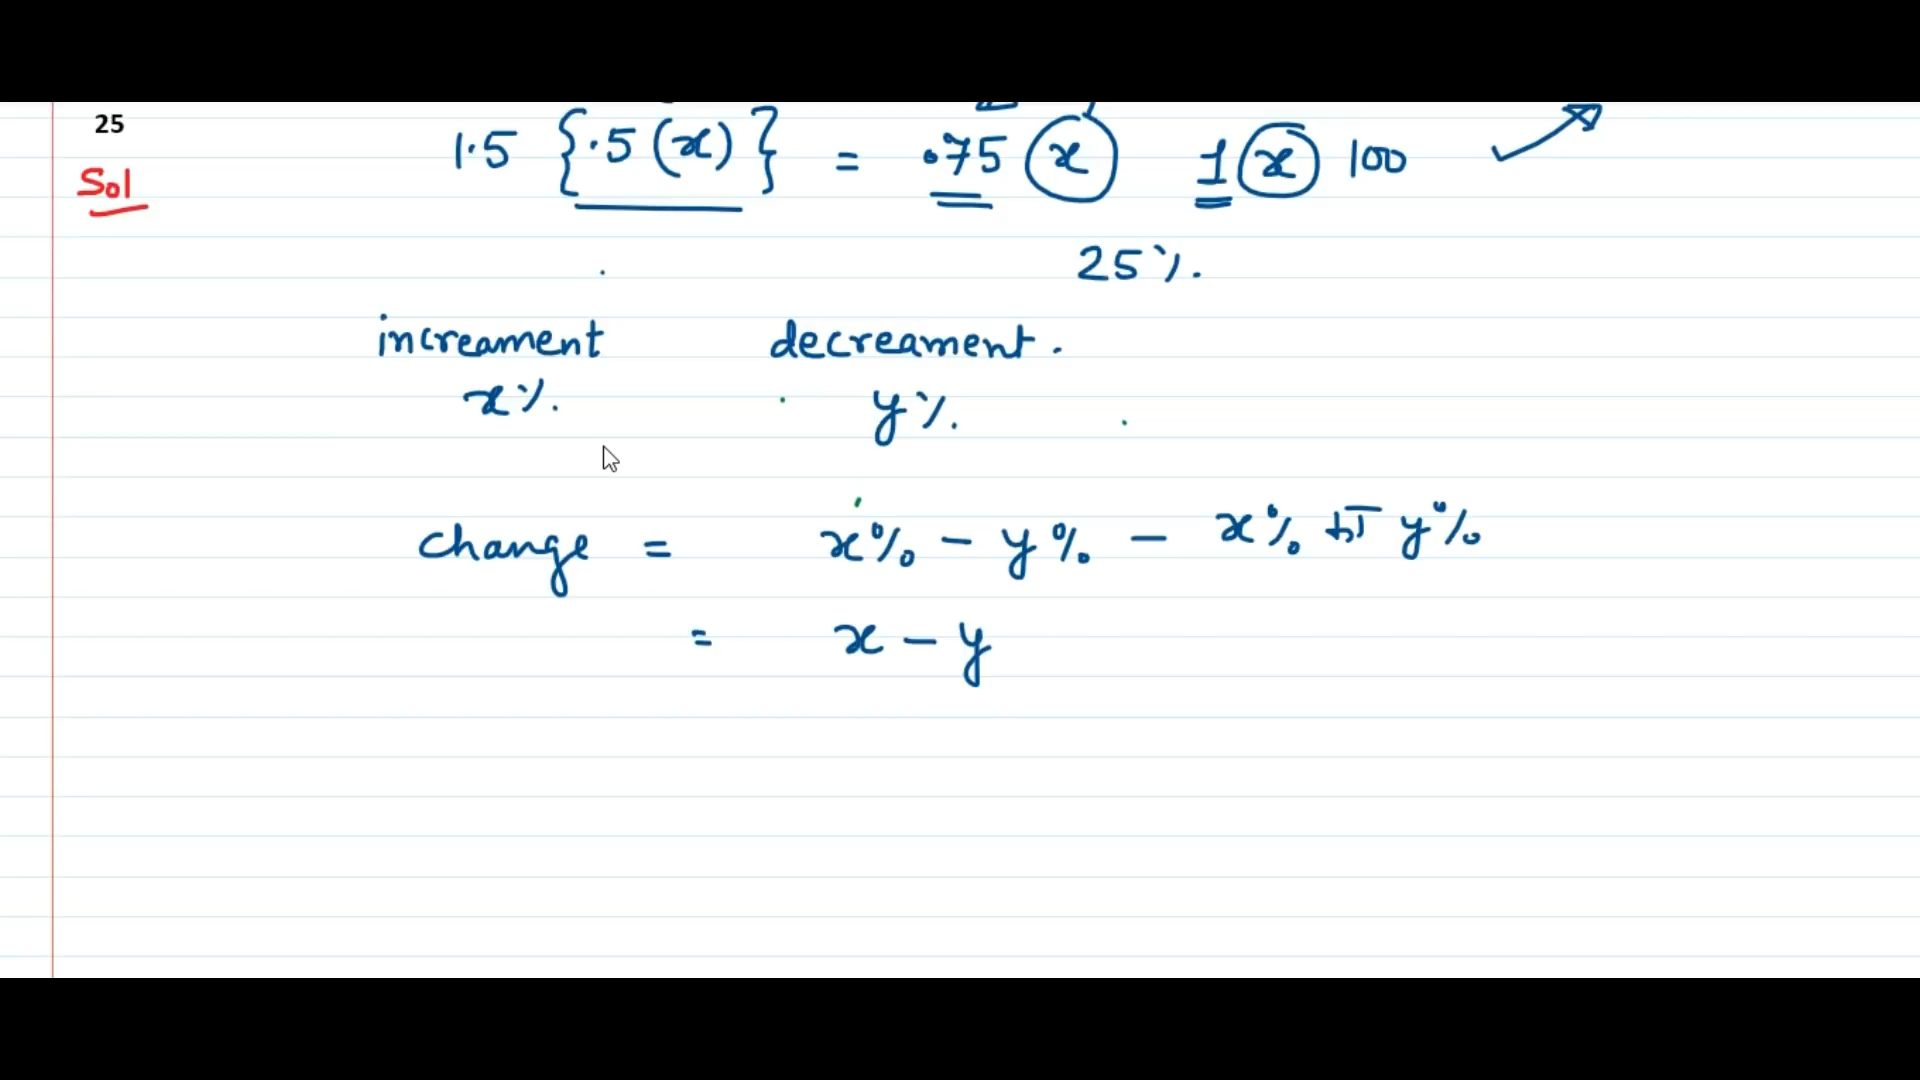 25
Sol
1.5 {.5(x)} = .75 x 1 x 100
25%.
increament decreament.
x%. y%.
change = x% - y% - x% का y%
= x - y